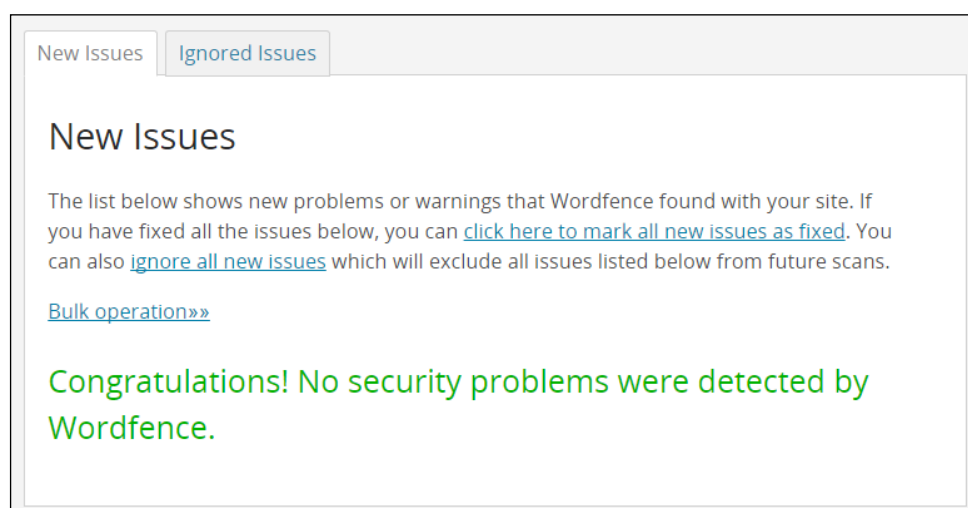 New Issues
Ignored Issues
New Issues
The list below shows new problems or warnings that Wordfence found with your site. If
you have fixed all the issues below, you can click here to mark all new issues as fixed. You
can also ignore all new issues which will exclude all issues listed below from future scans.
Bulk operation»»
Congratulations! No security problems were detected by
Wordfence.